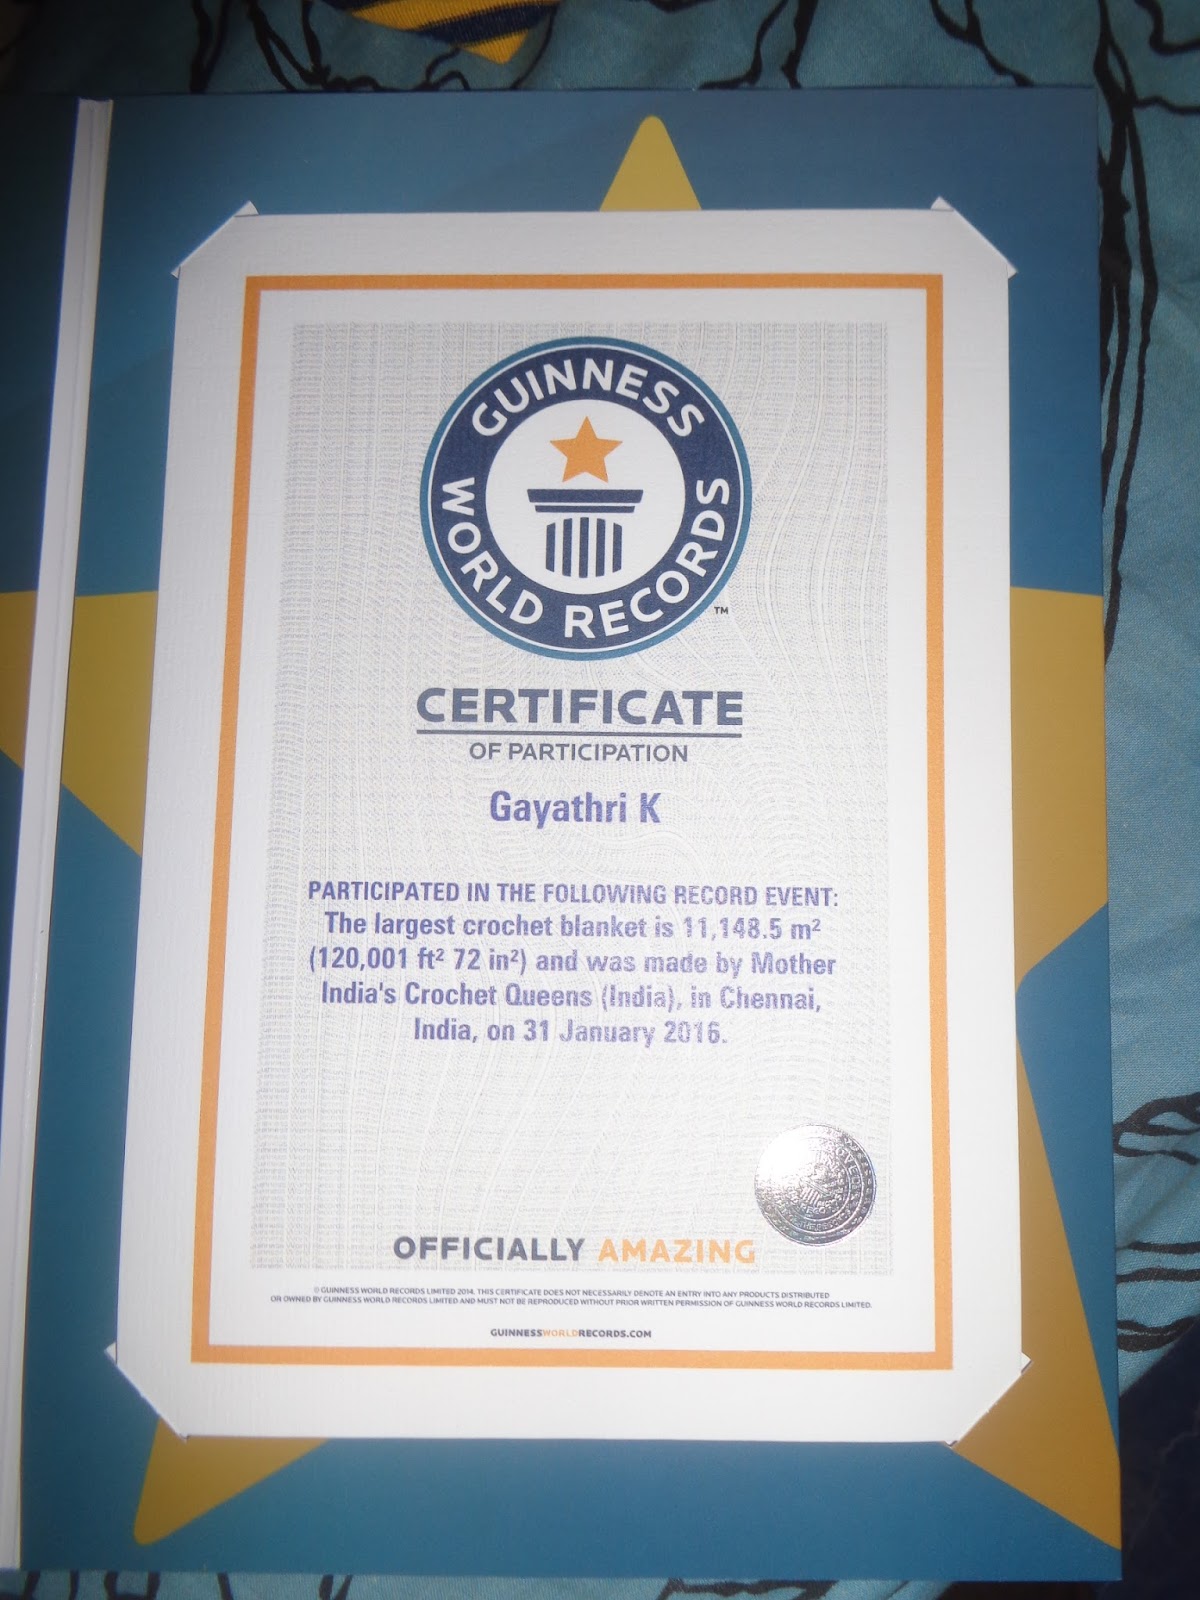 GUINNESS
WORLD RECORDS
TM
CERTIFICATE
OF PARTICIPATION
Gayathri K
PARTICIPATED IN THE FOLLOWING RECORD EVENT:
The largest crochet blanket is 11,148.5 m²
(120,001 ft² 72 in²) and was made by Mother
India's Crochet Queens (India), in Chennai,
India, on 31 January 2016.
OFFICIALLY AMAZING
© GUINNESS WORLD RECORDS LIMITED 2014. THIS CERTIFICATE DOES NOT NECESSARILY DENOTE AN ENTRY INTO ANY PRODUCTS DISTRIBUTED
OR OWNED BY GUINNESS WORLD RECORDS LIMITED AND MUST NOT BE REPRODUCED WITHOUT PRIOR WRITTEN PERMISSION OF GUINNESS WORLD RECORDS LIMITED.
GUINNESSWORLDRECORDS.COM